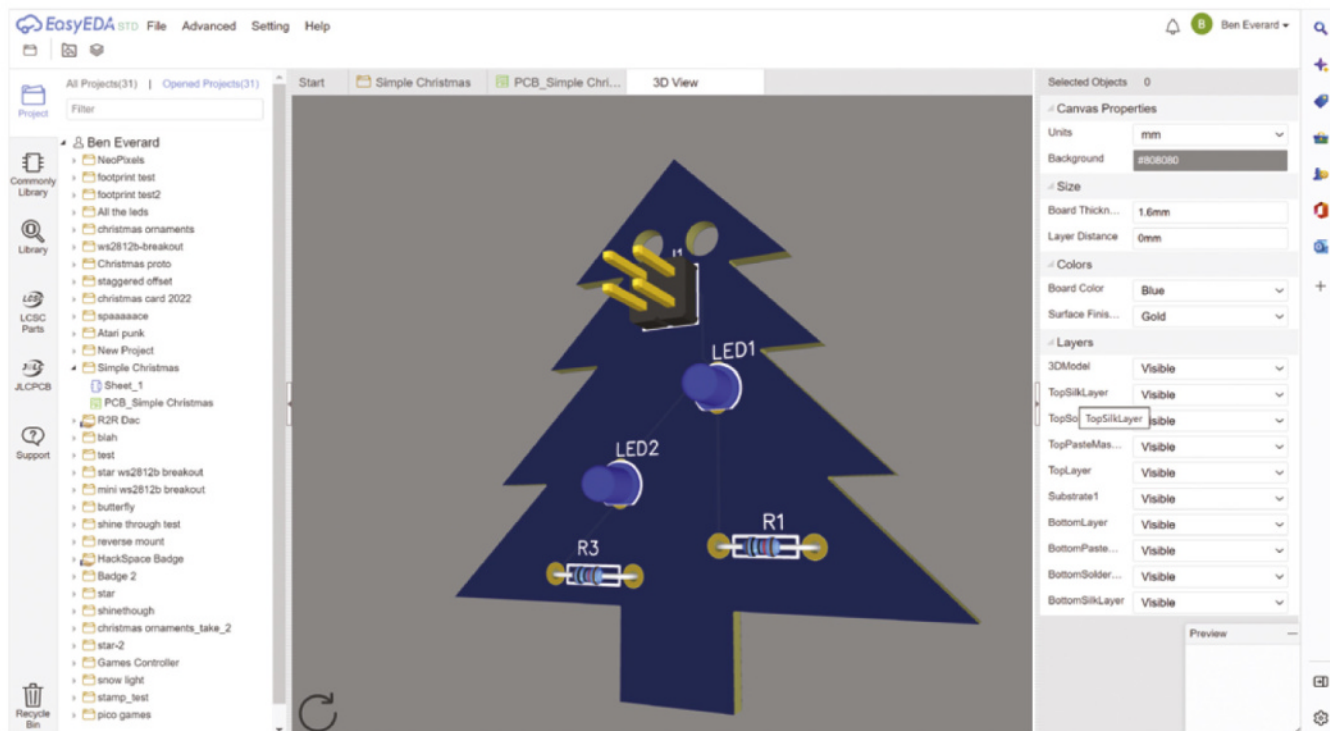 EasyEDA STD File Advanced Setting Help
Ben Everard
B
All Projects(31) | Opened Projects(31)
Filter
Project
Commonly
Library
Library
LCSC
LCSC
Parts
JLCPCB
Support
Recycle
Bin
Ben Everard
NeoPixels
footprint test
footprint test2
All the leds
christmas ornaments
ws2812b-breakout
Christmas proto
staggered offset
christmas card 2022
spaaaaace
Atari punk
New Project
Simple Christmas
Sheet_1
PCB_Simple Christmas
R2R Dac
blah
test
star ws2812b breakout
mini ws2812b breakout
butterfly
shine through test
reverse mount
HackSpace Badge
Badge 2
star
shinethough
christmas ornaments_take_2
star-2
Games Controller
snow light
stamp_test
pico games
Start
Simple Christmas
PCB_Simple Chri...
3D View
LED1
LED2
R1
R3
Selected Objects 0
Canvas Properties
Units mm
Background #808080
Size
Board Thickn... 1.6mm
Layer Distance 0mm
Colors
Board Color Blue
Surface Finis... Gold
Layers
3DModel Visible
TopSilkLayer Visible
TopSo TopSilkLayer isible
TopPasteMas... Visible
TopLayer Visible
Substrate1 Visible
BottomLayer Visible
BottomPaste... Visible
BottomSolder... Visible
BottomSilkLayer Visible
Preview